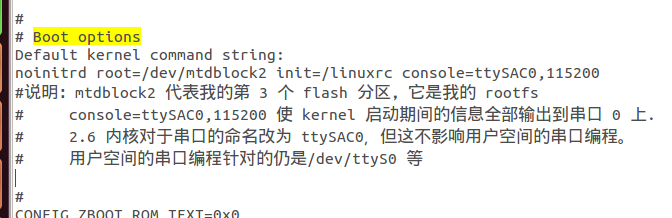 #
# Boot options
Default kernel command string:
noinitrd root=/dev/mtdblock2 init=/linuxrc console=ttySAC0,115200
#说明: mtdblock2 代表我的第 3 个 flash 分区，它是我的 rootfs
#     console=ttySAC0,115200 使 kernel 启动期间的信息全部输出到串口 0 上.
#     2.6 内核对于串口的命名改为 ttySAC0，但这不影响用户空间的串口编程。
#     用户空间的串口编程针对的仍是/dev/ttyS0 等
#
CONFIG_ZBOOT_ROM_TEXT=0x0